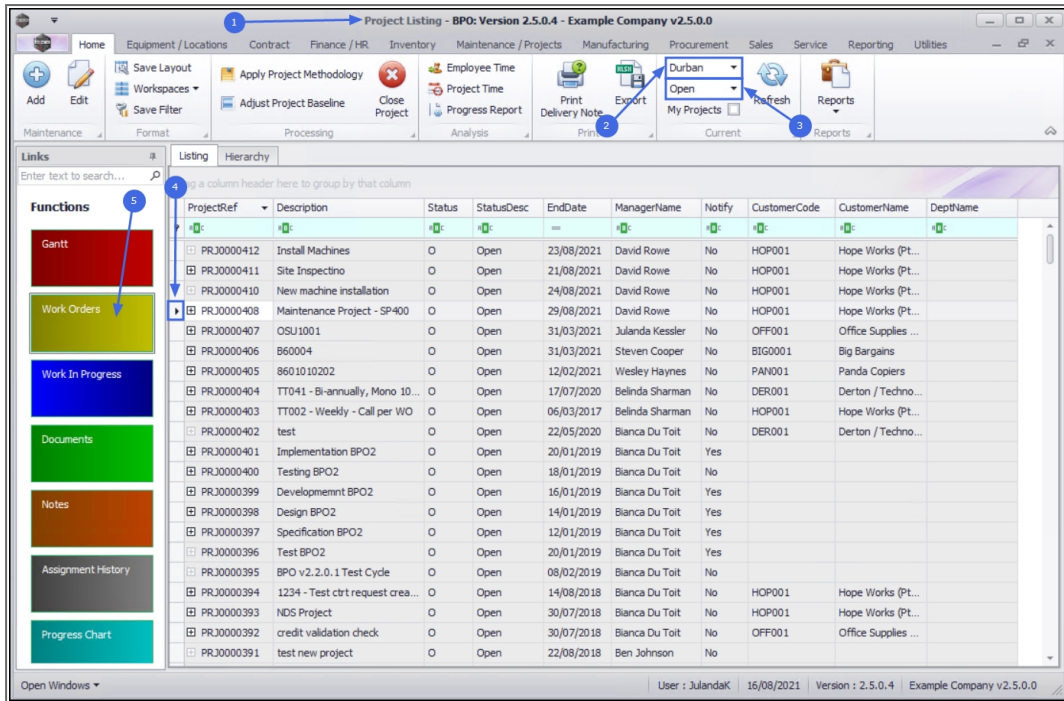 Project Listing - BPO: Version 2.5.0.4 - Example Company v2.5.0.0
1
Home Equipment / Locations Contract Finance / HR Inventory Maintenance / Projects Manufacturing Procurement Sales Service Reporting Utilities
Add
Edit
Maintenance
Save Layout
Workspaces
Save Filter
Format
Apply Project Methodology
Adjust Project Baseline
Close Project
Processing
Employee Time
Project Time
Progress Report
Analysis
Print Delivery Note
Export
Print
2
Durban
Open
My Projects
Refresh
Current
3
Reports
Reports
Links
Enter text to search...
Functions
5
Gantt
Work Orders
Work In Progress
Documents
Notes
Assignment History
Progress Chart
Listing Hierarchy
4
a column header here to group by that column
ProjectRef Description Status StatusDesc EndDate ManagerName Notify CustomerCode CustomerName DeptName
PRJ0000412 Install Machines O Open 23/08/2021 David Rowe No HOP001 Hope Works (Pt...
PRJ0000411 Site Inspectino O Open 21/08/2021 David Rowe No HOP001 Hope Works (Pt...
PRJ0000410 New machine installation O Open 24/08/2021 David Rowe No HOP001 Hope Works (Pt...
PRJ0000408 Maintenance Project - SP400 O Open 29/08/2021 David Rowe No HOP001 Hope Works (Pt...
PRJ0000407 OSU1001 O Open 31/03/2021 Julanda Kessler No OFF001 Office Supplies ...
PRJ0000406 B60004 O Open 31/03/2021 Steven Cooper No BIG0001 Big Bargains
PRJ0000405 8601010202 O Open 12/02/2021 Wesley Haynes No PAN001 Panda Copiers
PRJ0000404 TT041 - Bi-annually, Mono 10... O Open 17/07/2020 Belinda Sharman No DER001 Derton / Techno...
PRJ0000403 TT002 - Weekly - Call per WO O Open 06/03/2017 Belinda Sharman No HOP001 Hope Works (Pt...
PRJ0000402 test O Open 22/05/2020 Bianca Du Toit No DER001 Derton / Techno...
PRJ0000401 Implementation BPO2 O Open 20/01/2019 Bianca Du Toit Yes
PRJ0000400 Testing BPO2 O Open 18/01/2019 Bianca Du Toit No
PRJ0000399 Developmemnt BPO2 O Open 16/01/2019 Bianca Du Toit Yes
PRJ0000398 Design BPO2 O Open 14/01/2019 Bianca Du Toit Yes
PRJ0000397 Specification BPO2 O Open 12/01/2019 Bianca Du Toit Yes
PRJ0000396 Test BPO2 O Open 20/01/2019 Bianca Du Toit Yes
PRJ0000395 BPO v2.2.0.1 Test Cycle O Open 08/02/2019 Bianca Du Toit No
PRJ0000394 1234 - Test ctrt request crea... O Open 14/08/2018 Bianca Du Toit No HOP001 Hope Works (Pt...
PRJ0000393 NDS Project O Open 30/07/2018 Bianca Du Toit No HOP001 Hope Works (Pt...
PRJ0000392 credit validation check O Open 30/07/2018 Bianca Du Toit No OFF001 Office Supplies ...
PRJ0000391 test new project O Open 22/08/2018 Ben Johnson No
Open Windows User : JulandaK 16/08/2021 Version : 2.5.0.4 Example Company v2.5.0.0